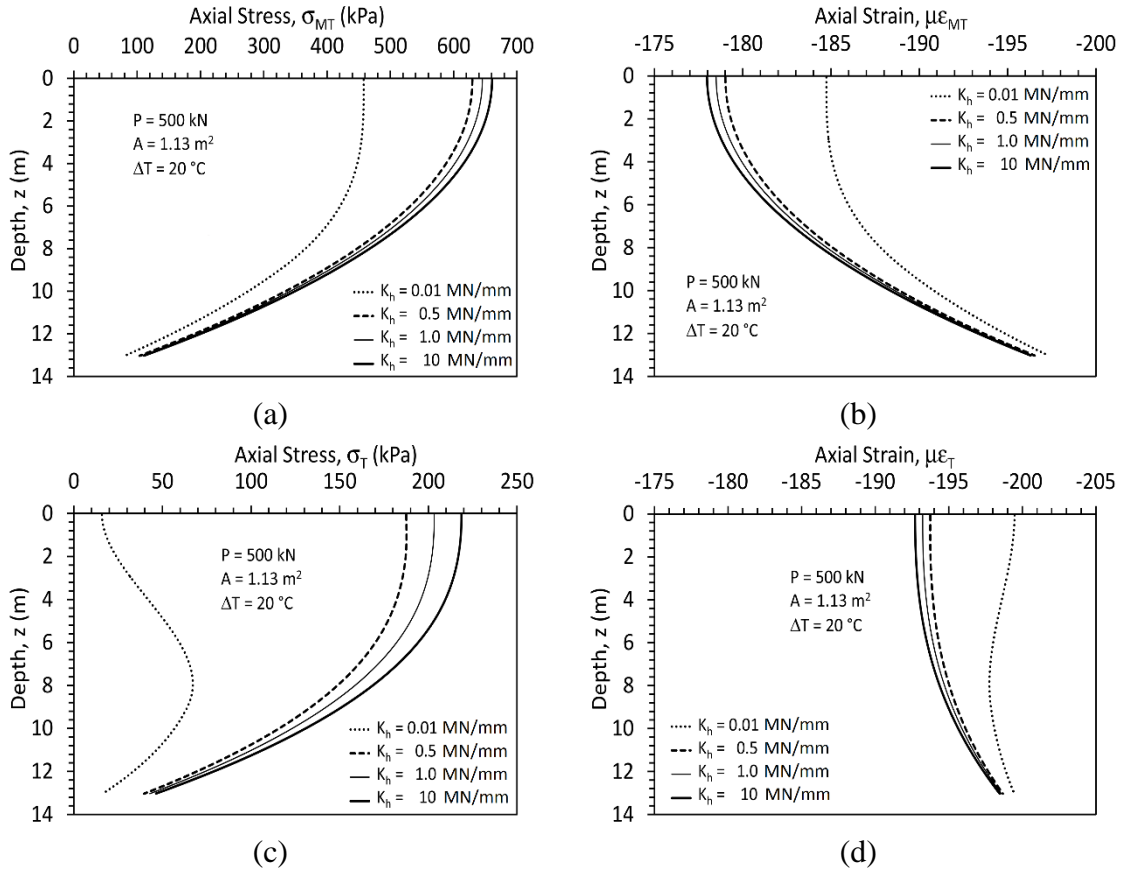 Axial Stress, σMT (kPa)
0 100 200 300 400 500 600 700
Depth, z (m)
0
2
4
6
8
10
12
14
P = 500 kN
A = 1.13 m²
ΔT = 20 °C
Kh = 0.01 MN/mm
Kh = 0.5 MN/mm
Kh = 1.0 MN/mm
Kh = 10 MN/mm
(a)
Axial Strain, μεMT
-175 -180 -185 -190 -195 -200
Depth, z (m)
0
2
4
6
8
10
12
14
Kh = 0.01 MN/mm
Kh = 0.5 MN/mm
Kh = 1.0 MN/mm
Kh = 10 MN/mm
P = 500 kN
A = 1.13 m²
ΔT = 20 °C
(b)
Axial Stress, σT (kPa)
0 50 100 150 200 250
Depth, z (m)
0
2
4
6
8
10
12
14
P = 500 kN
A = 1.13 m²
ΔT = 20 °C
Kh = 0.01 MN/mm
Kh = 0.5 MN/mm
Kh = 1.0 MN/mm
Kh = 10 MN/mm
(c)
Axial Strain, μεT
-175 -180 -185 -190 -195 -200 -205
Depth, z (m)
0
2
4
6
8
10
12
14
P = 500 kN
A = 1.13 m²
ΔT = 20 °C
Kh = 0.01 MN/mm
Kh = 0.5 MN/mm
Kh = 1.0 MN/mm
Kh = 10 MN/mm
(d)